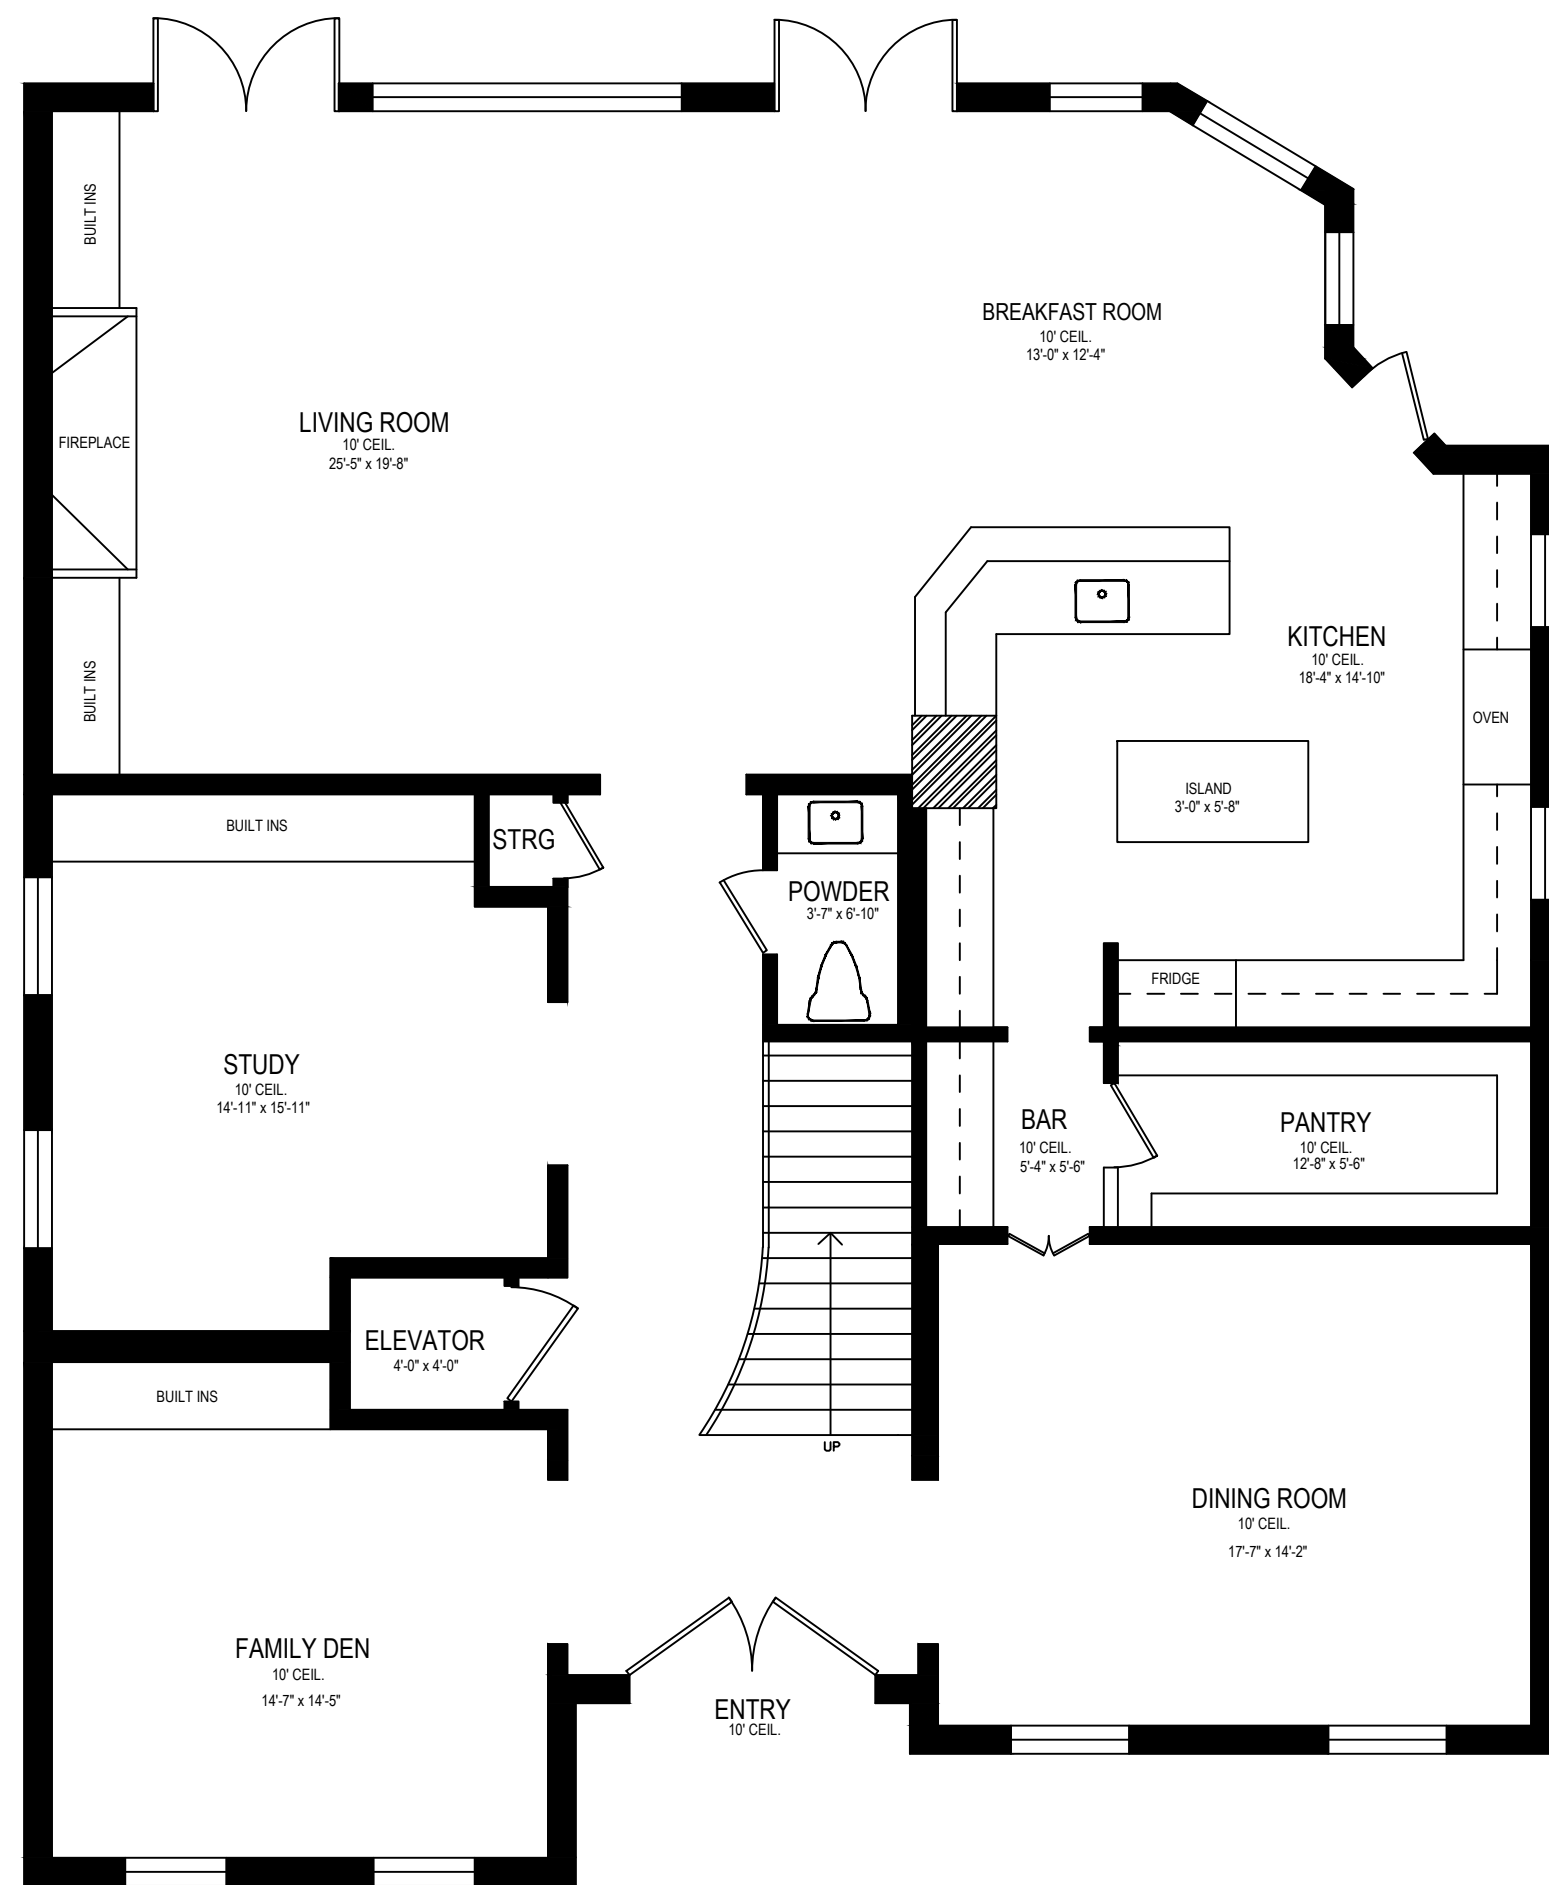 BUILT INS
BREAKFAST ROOM
10' CEIL.
13'-0" x 12'-4"
LIVING ROOM
10' CEIL.
25'-5" x 19'-8"
FIREPLACE
BUILT INS
KITCHEN
10' CEIL.
18'-4" x 14'-10"
OVEN
ISLAND
3'-0" x 5'-8"
BUILT INS
STRG
POWDER
3'-7" x 6'-10"
FRIDGE
STUDY
10' CEIL.
14'-11" x 15'-11"
BAR
10' CEIL.
5'-4" x 5'-6"
PANTRY
10' CEIL.
12'-8" x 5'-6"
ELEVATOR
4'-0" x 4'-0"
BUILT INS
UP
DINING ROOM
10' CEIL.
17'-7" x 14'-2"
FAMILY DEN
10' CEIL.
14'-7" x 14'-5"
ENTRY
10' CEIL.